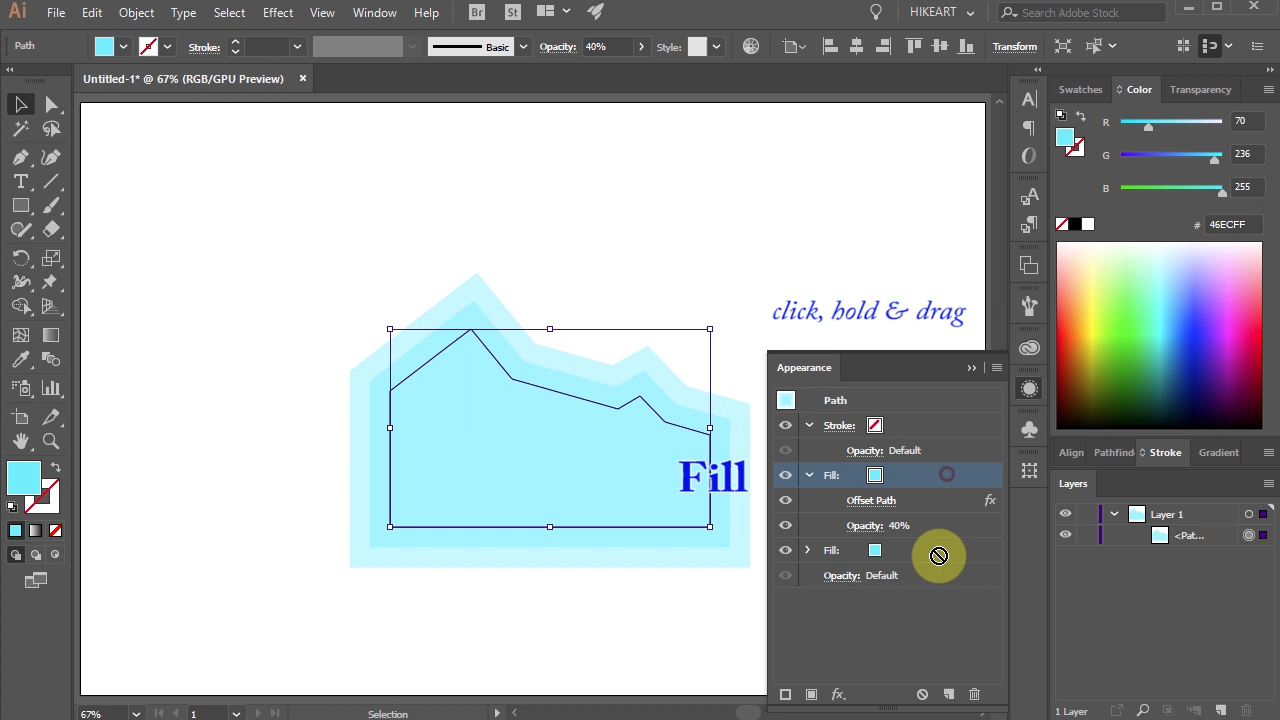 Ai File Edit Object Type Select Effect View Window Help Br St HIKEART Search Adobe Stock
Path Stroke: Basic Opacity: 40% Style: Transform
Untitled-1* @ 67% (RGB/GPU Preview)
Swatches Color Transparency
R 70
G 236
B 255
# 46ECFF
click, hold & drag
Appearance
Path
Stroke:
Opacity: Default
Fill:
Offset Path fx
Opacity: 40%
Fill:
Opacity: Default
Fill
Align Pathfind Stroke Gradient
Layers
Layer 1
<Pat...
1 Layer
fx
67% 1 Selection